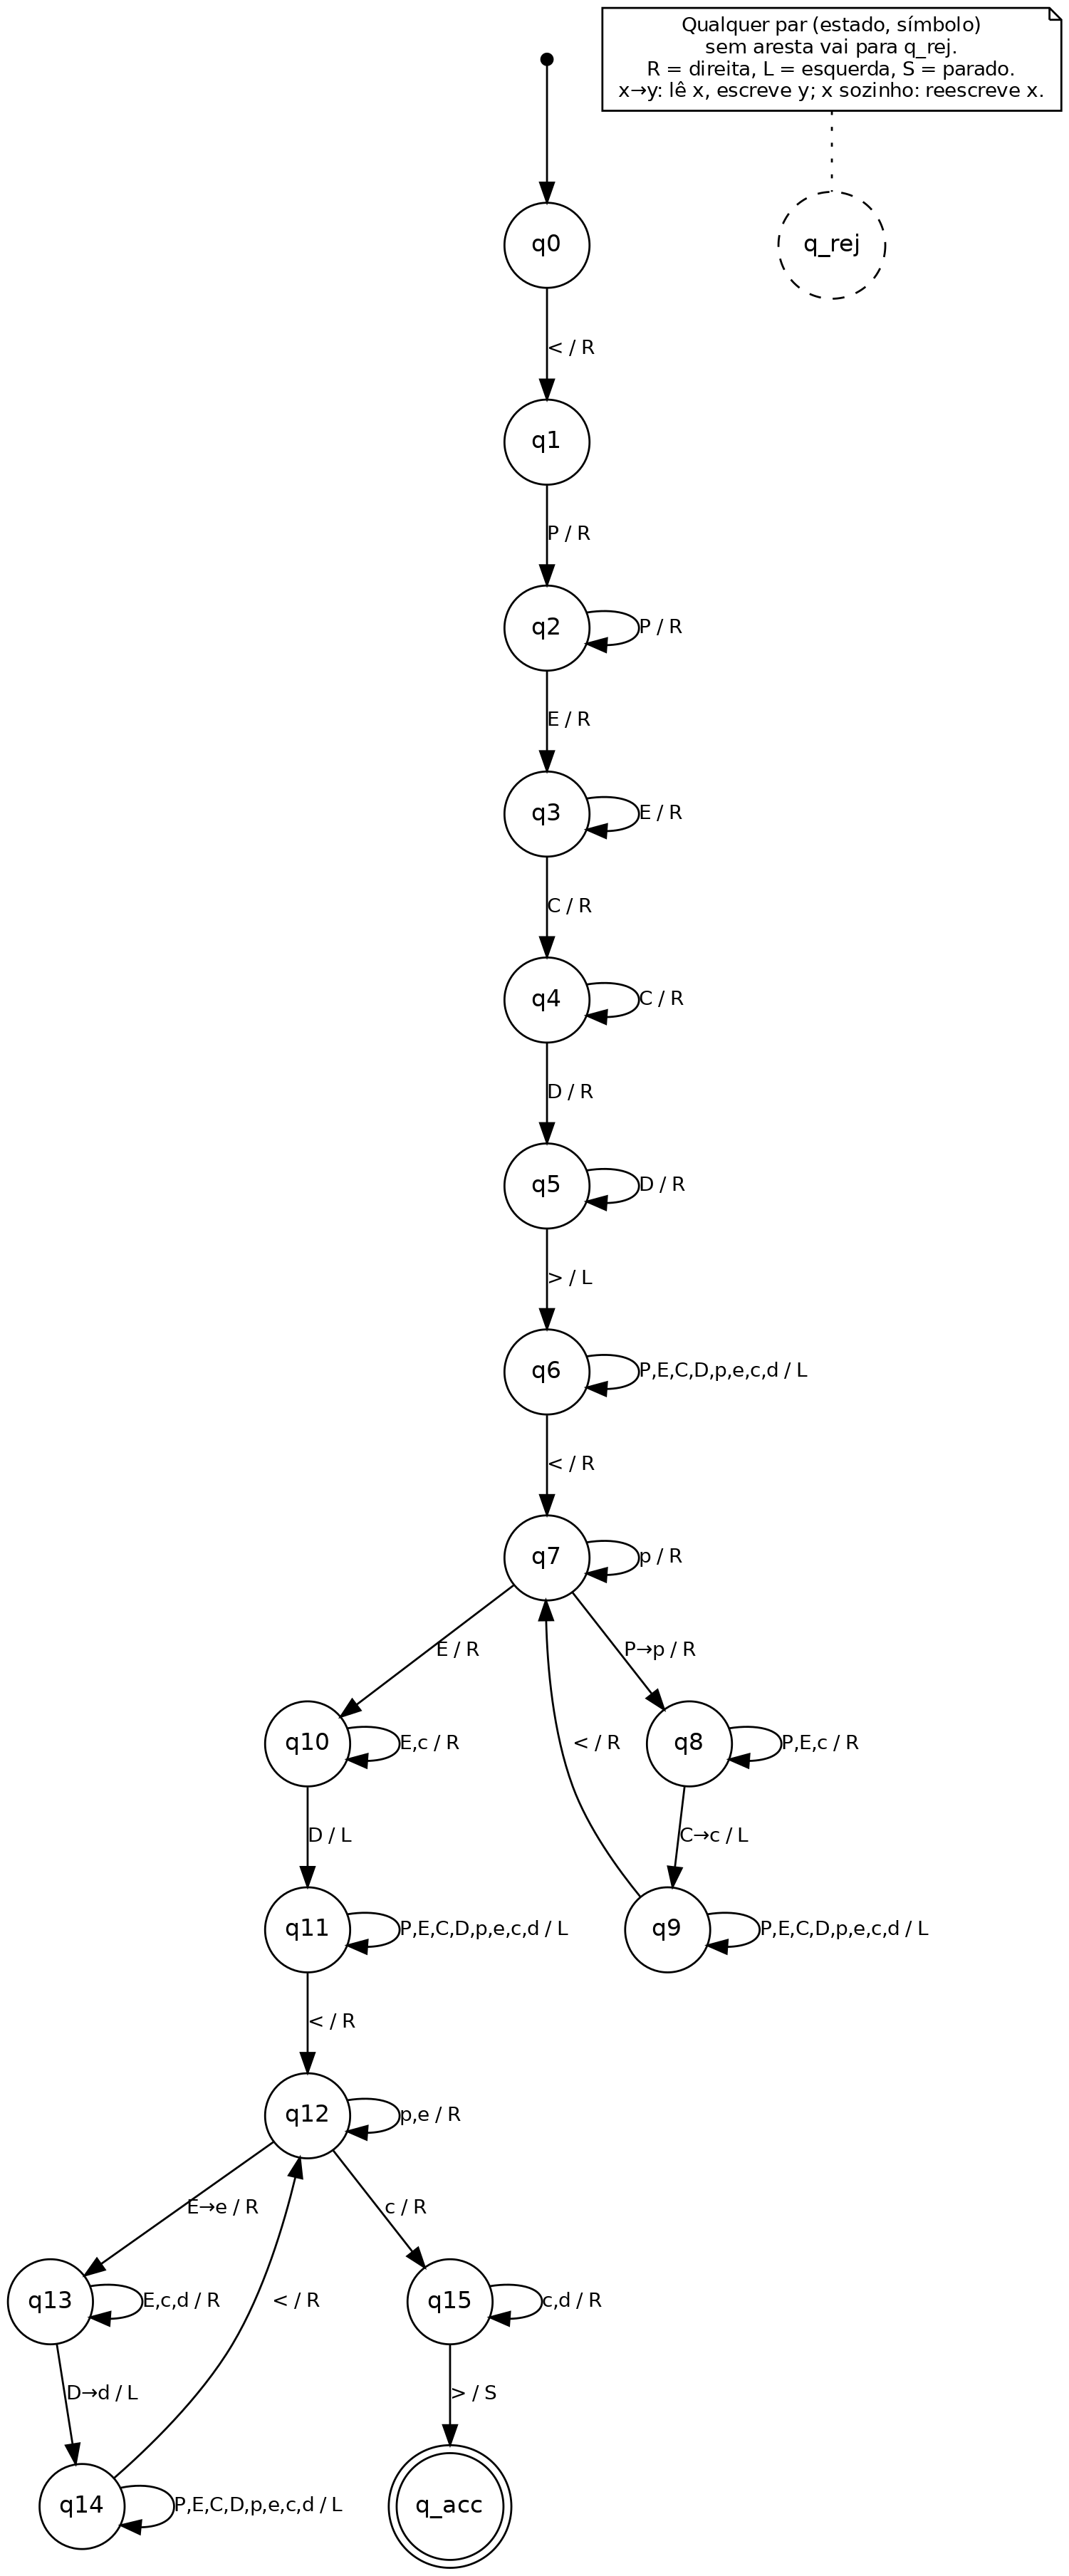 Qualquer par (estado, símbolo)
sem aresta vai para q_rej.
R = direita, L = esquerda, S = parado.
x→y: lê x, escreve y; x sozinho: reescreve x.
q0
q_rej
< / R
q1
P / R
q2
P / R
E / R
q3
E / R
C / R
q4
C / R
D / R
q5
D / R
> / L
q6
P,E,C,D,p,e,c,d / L
< / R
q7
p / R
E / R
P→p / R
q10
E,c / R
< / R
q8
P,E,c / R
D / L
C→c / L
q11
P,E,C,D,p,e,c,d / L
q9
P,E,C,D,p,e,c,d / L
< / R
q12
p,e / R
E→e / R
c / R
q13
E,c,d / R
< / R
q15
c,d / R
D→d / L
> / S
q14
P,E,C,D,p,e,c,d / L
q_acc